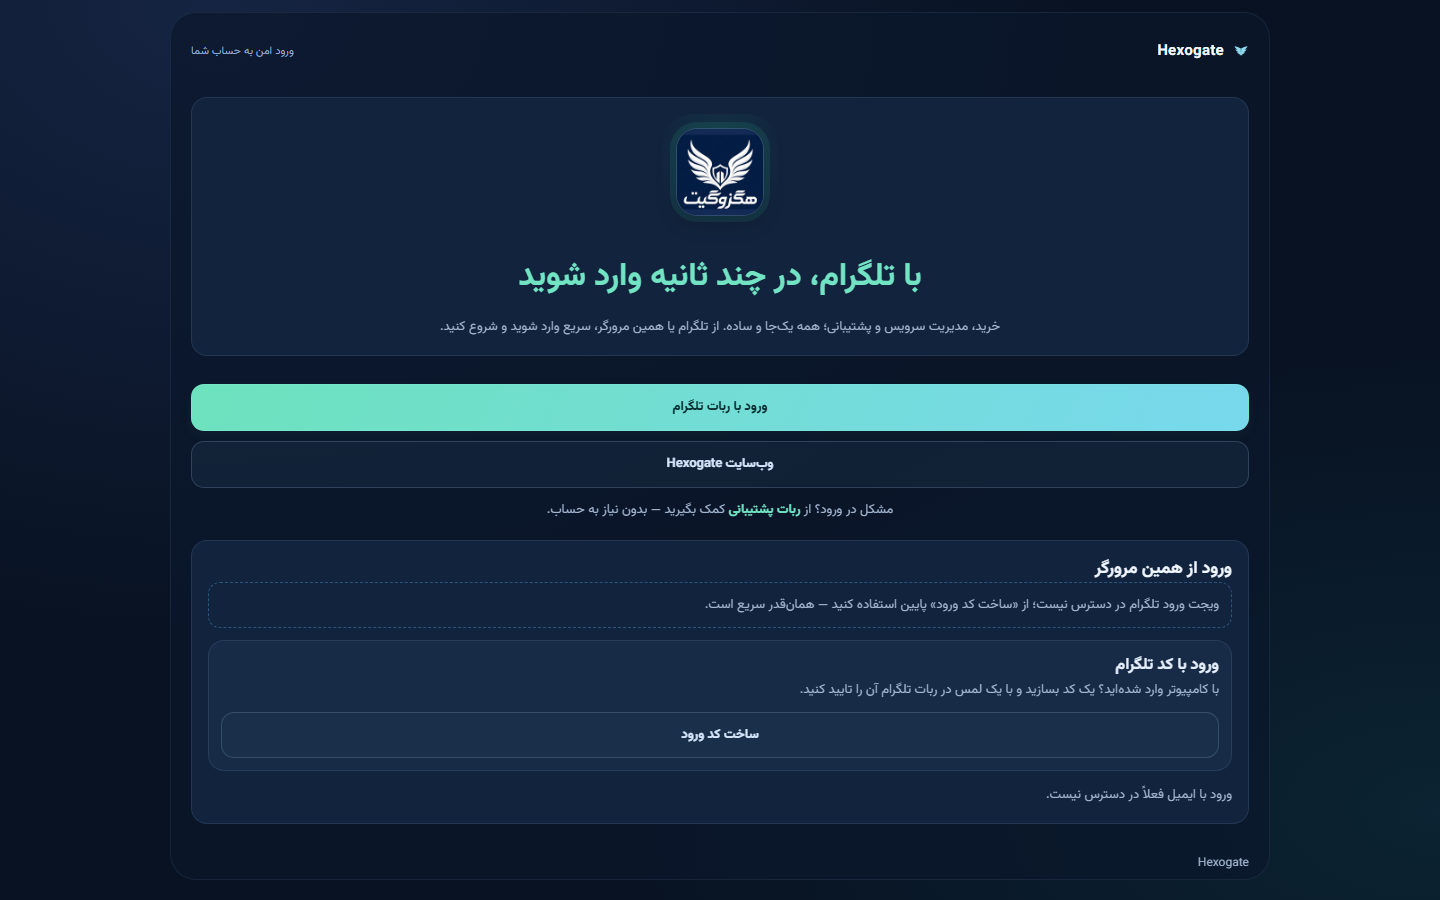 Hexogate
ورود امن به حساب شما
هگزوگیت
با تلگرام، در چند ثانیه وارد شوید
خرید، مدیریت سرویس و پشتیبانی؛ همه یک‌جا و ساده. از تلگرام یا همین مرورگر، سریع وارد شوید و شروع کنید.
ورود با ربات تلگرام
وب‌سایت Hexogate
مشکل در ورود؟ از ربات پشتیبانی کمک بگیرید — بدون نیاز به حساب.
ورود از همین مرورگر
ویجت ورود تلگرام در دسترس نیست؛ از «ساخت کد ورود» پایین استفاده کنید — همان‌قدر سریع است.
ورود با کد تلگرام
با کامپیوتر وارد شده‌اید؟ یک کد بسازید و با یک لمس در ربات تلگرام آن را تایید کنید.
ساخت کد ورود
ورود با ایمیل فعلاً در دسترس نیست.
Hexogate